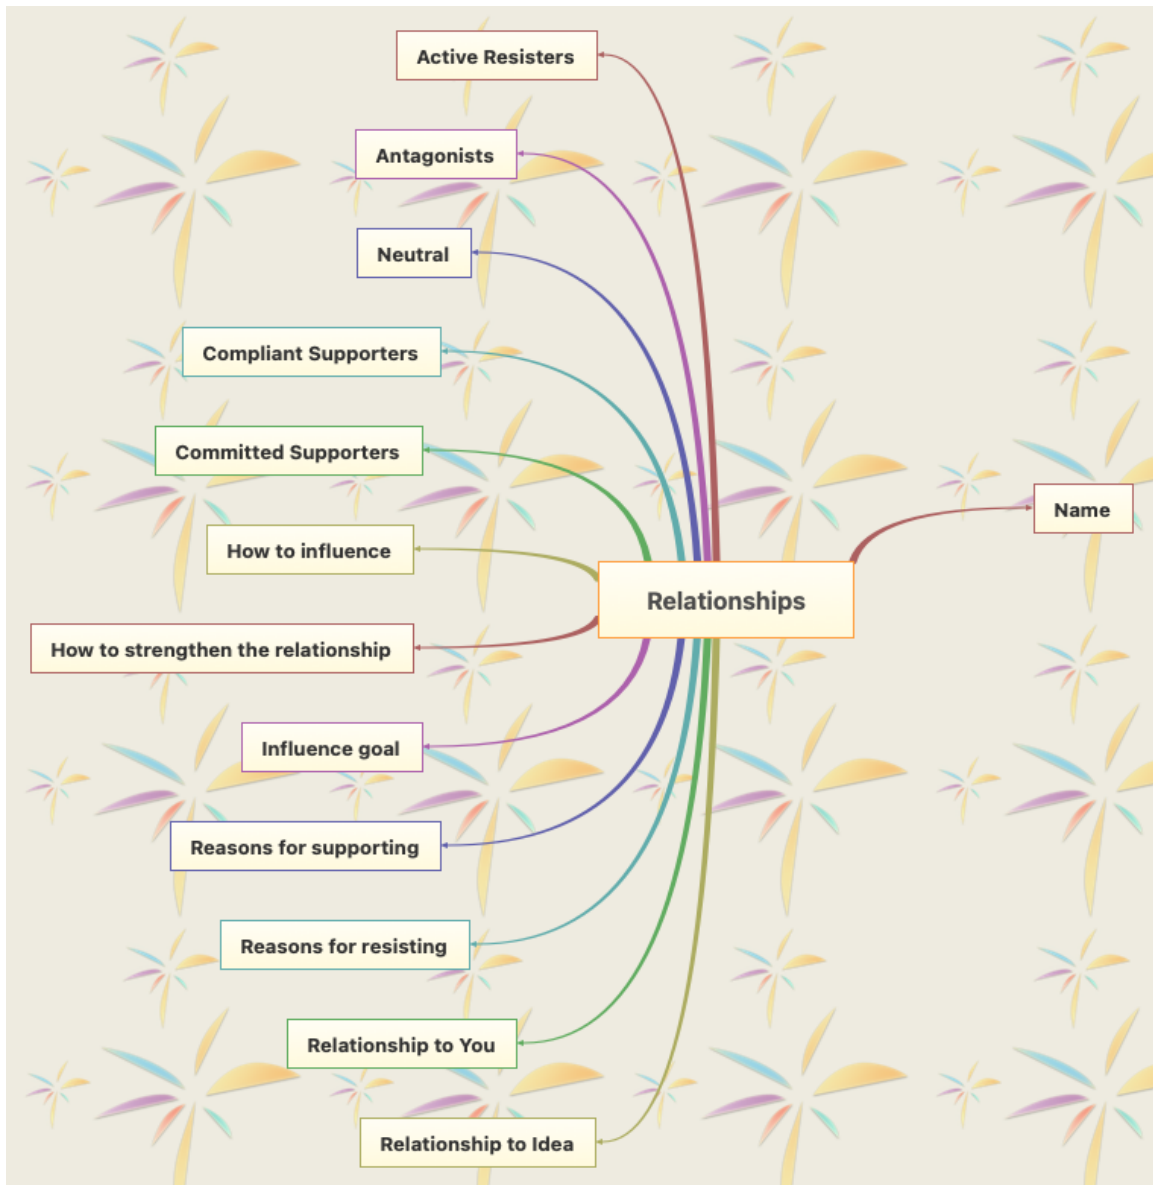 Active Resisters
Antagonists
Neutral
Compliant Supporters
Committed Supporters
How to influence
How to strengthen the relationship
Influence goal
Reasons for supporting
Reasons for resisting
Relationship to You
Relationship to Idea
Relationships
Name